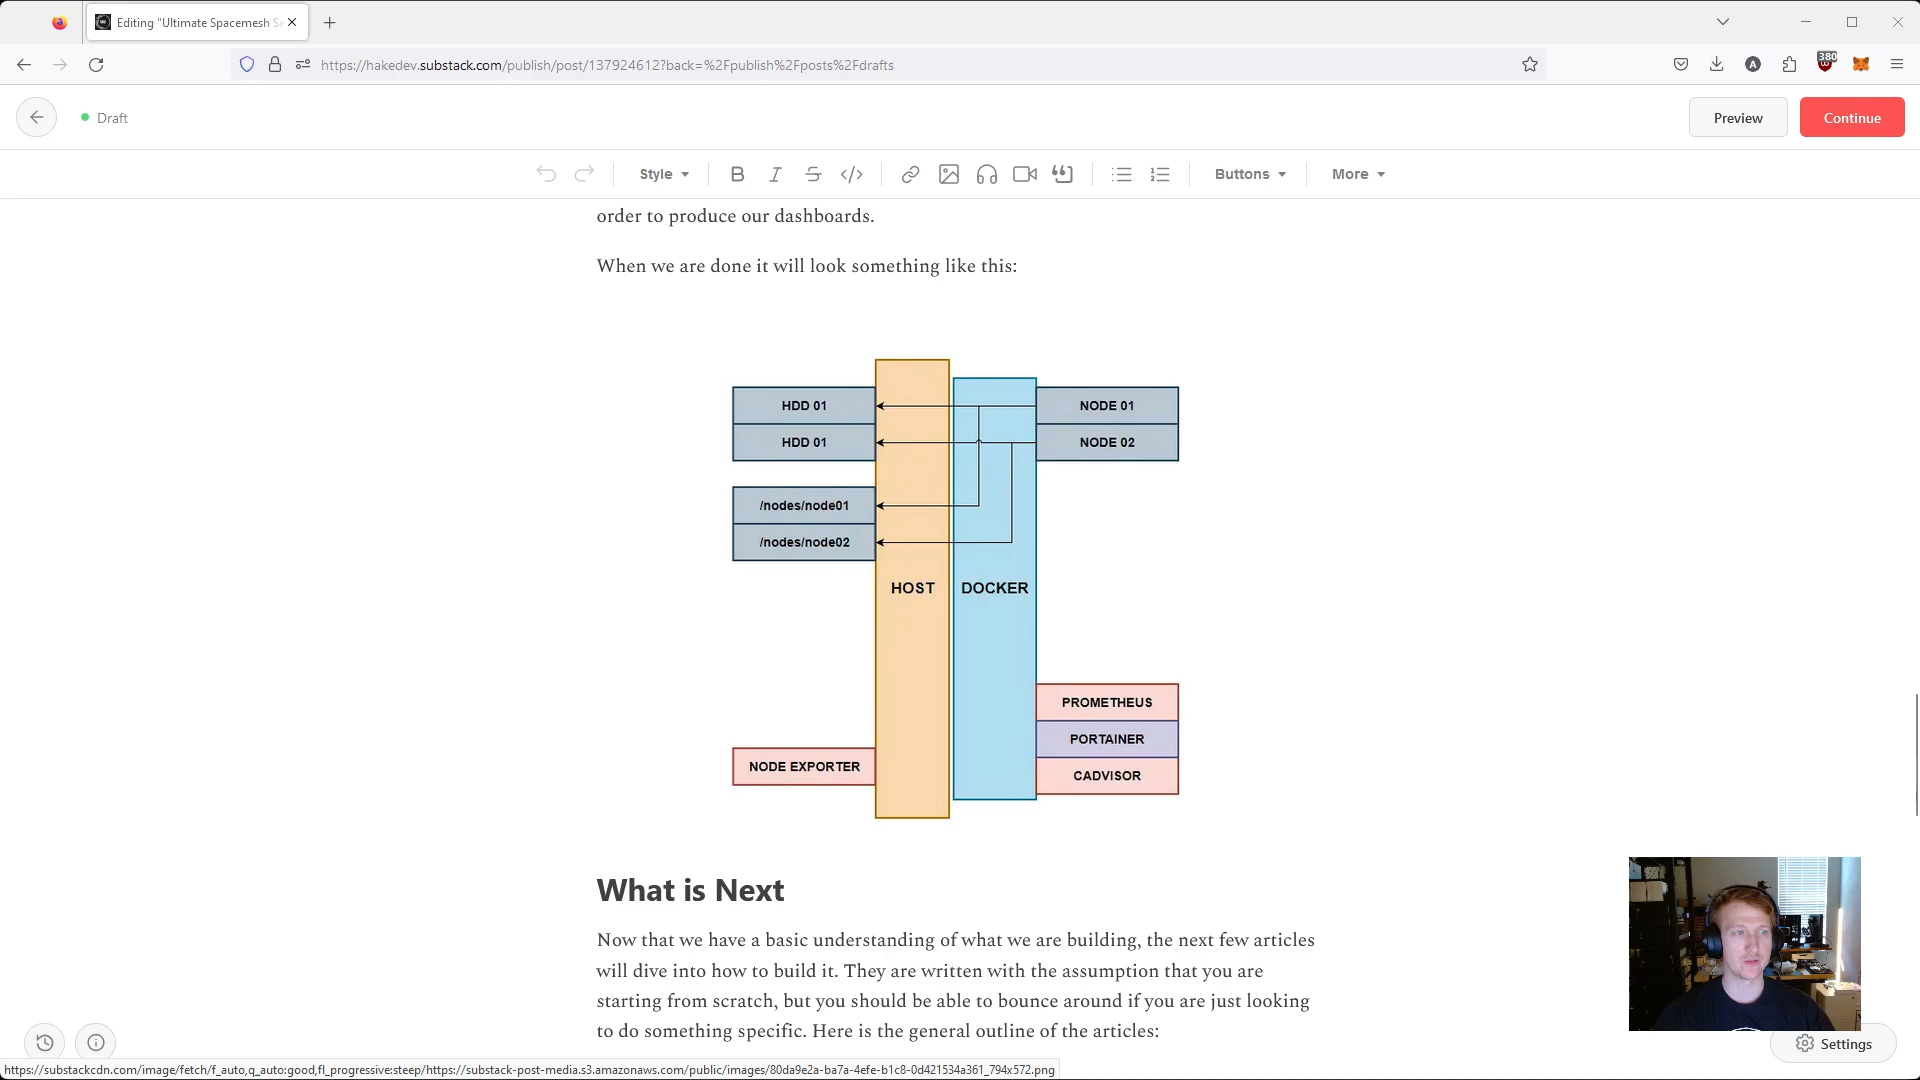 Editing "Ultimate Spacemesh Se
https://hakedev.substack.com/publish/post/137924612?back=%2Fpublish%2Fposts%2Fdrafts
380
A
Draft
Preview
Continue
Style
Buttons
More
order to produce our dashboards.
When we are done it will look something like this:
HDD 01
NODE 01
HDD 01
NODE 02
/nodes/node01
/nodes/node02
HOST
DOCKER
PROMETHEUS
PORTAINER
NODE EXPORTER
CADVISOR
What is Next
Now that we have a basic understanding of what we are building, the next few articles
will dive into how to build it. They are written with the assumption that you are
starting from scratch, but you should be able to bounce around if you are just looking
to do something specific. Here is the general outline of the articles:
Settings
https://substackcdn.com/image/fetch/f_auto,q_auto:good,fl_progressive:steep/https://substack-post-media.s3.amazonaws.com/public/images/80da9e2a-ba7a-4efe-b1c8-0d421534a361_794x572.png